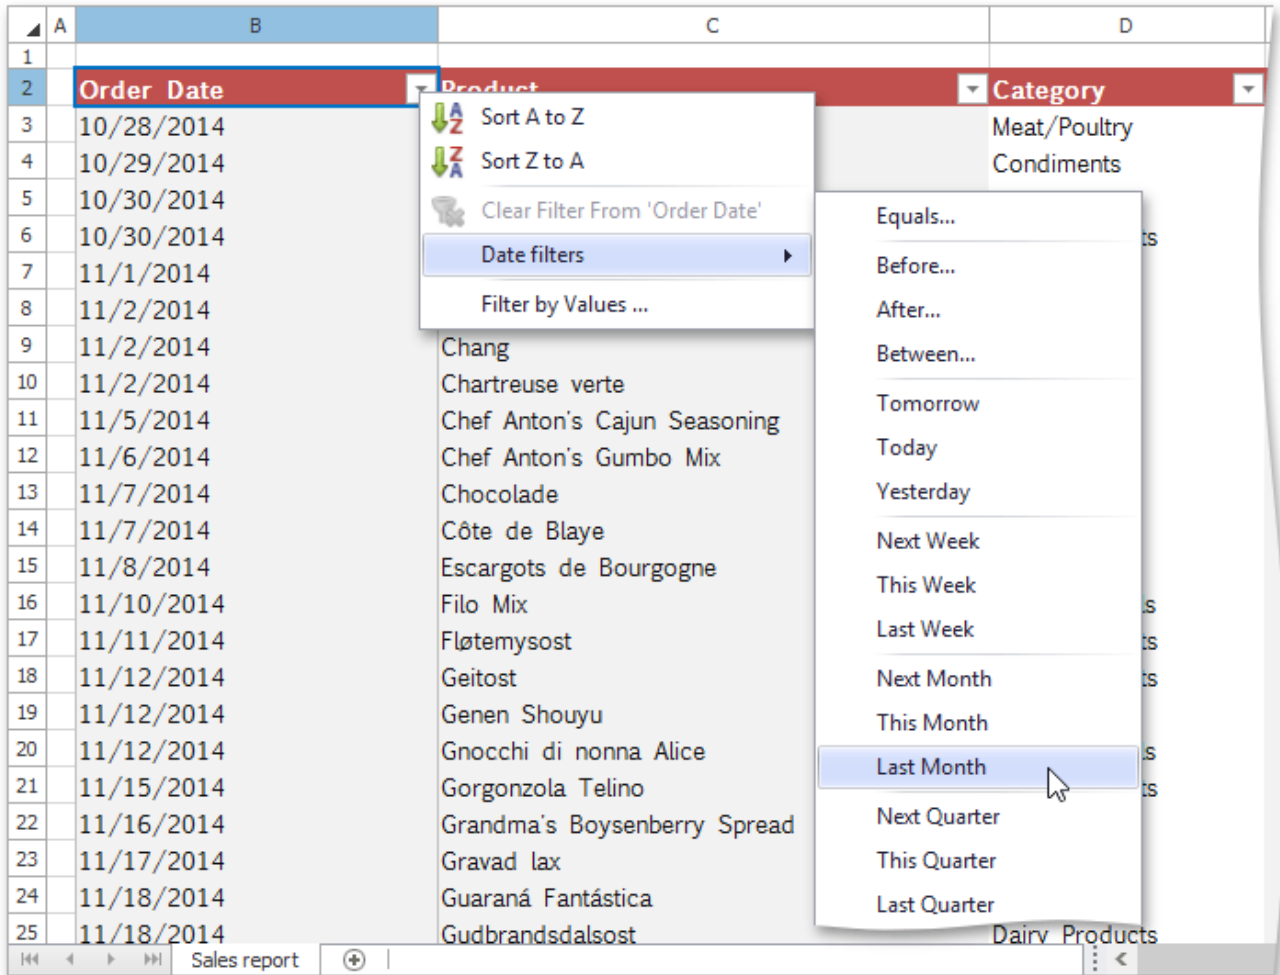 A B C D
1
2 Order Date Product Category
3 10/28/2014 Sort A to Z Meat/Poultry
4 10/29/2014 Sort Z to A Condiments
5 10/30/2014 Clear Filter From 'Order Date' Equals...
6 10/30/2014 Date filters ts
7 11/1/2014 Before...
8 11/2/2014 Filter by Values ... After...
9 11/2/2014 Chang Between...
10 11/2/2014 Chartreuse verte Tomorrow
11 11/5/2014 Chef Anton's Cajun Seasoning
12 11/6/2014 Chef Anton's Gumbo Mix Today
13 11/7/2014 Chocolade Yesterday
14 11/7/2014 Côte de Blaye Next Week
15 11/8/2014 Escargots de Bourgogne This Week
16 11/10/2014 Filo Mix ls
17 11/11/2014 Fløtemysost Last Week ts
18 11/12/2014 Geitost Next Month ts
19 11/12/2014 Genen Shouyu This Month
20 11/12/2014 Gnocchi di nonna Alice Last Month ls
21 11/15/2014 Gorgonzola Telino ts
22 11/16/2014 Grandma's Boysenberry Spread Next Quarter
23 11/17/2014 Gravad lax This Quarter
24 11/18/2014 Guaraná Fantástica Last Quarter
25 11/18/2014 Gudbrandsdalsost Dairy Products
Sales report